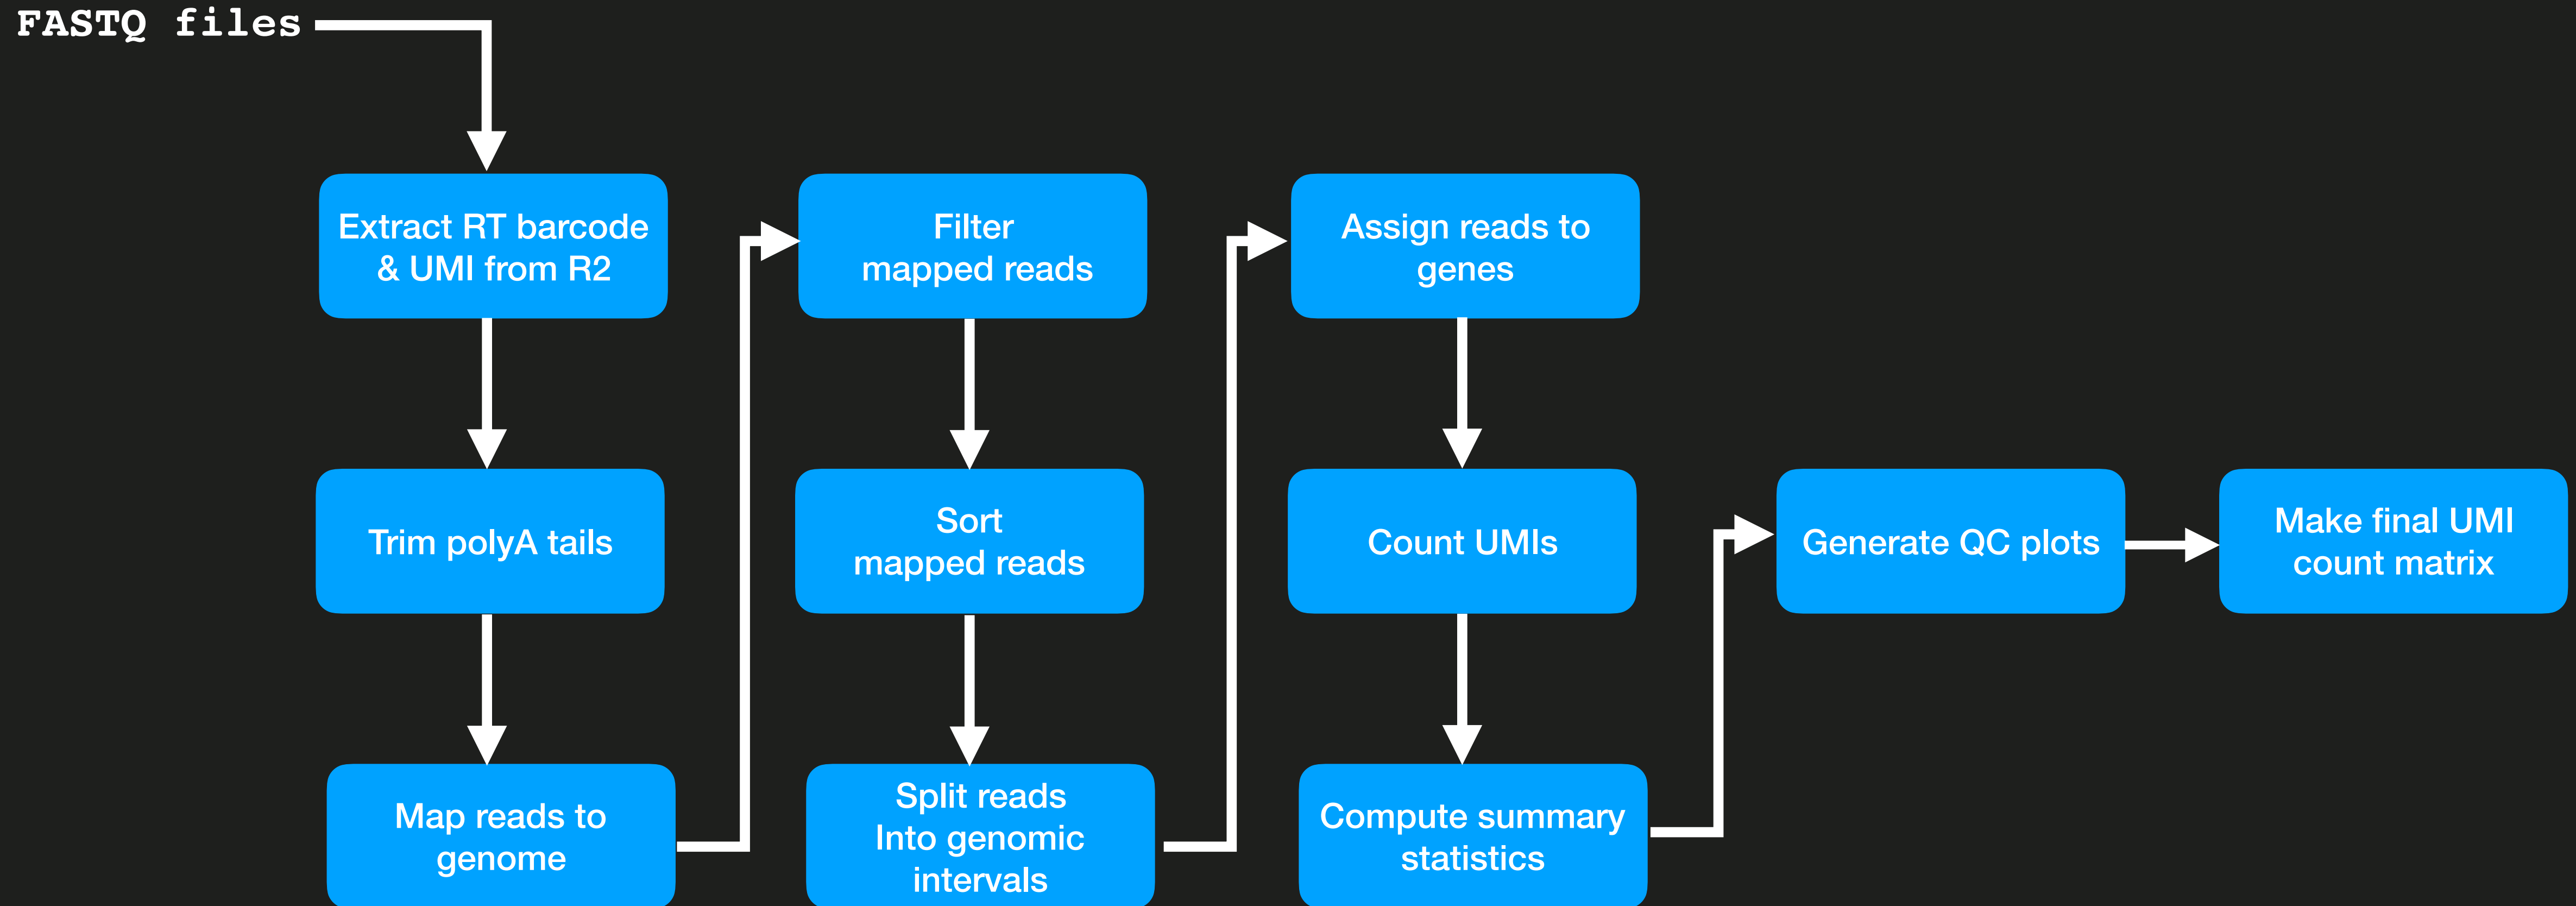 FASTQ files
Extract RT barcode
& UMI from R2
Trim polyA tails
Map reads to
genome
Filter
mapped reads
Sort
mapped reads
Split reads
Into genomic
intervals
Assign reads to
genes
Count UMIs
Compute summary
statistics
Generate QC plots
Make final UMI
count matrix